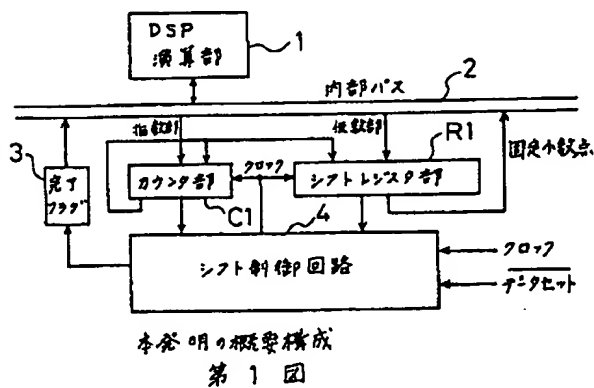 DSP
演算部
1
内部バス
2
指数部
仮数部
固定小数点
3
完了
フラグ
カウンタ部
クロック
シフトレジスタ部
R1
C1
4
シフト制御回路
クロック
データセット
本発明の概要構成
第1図